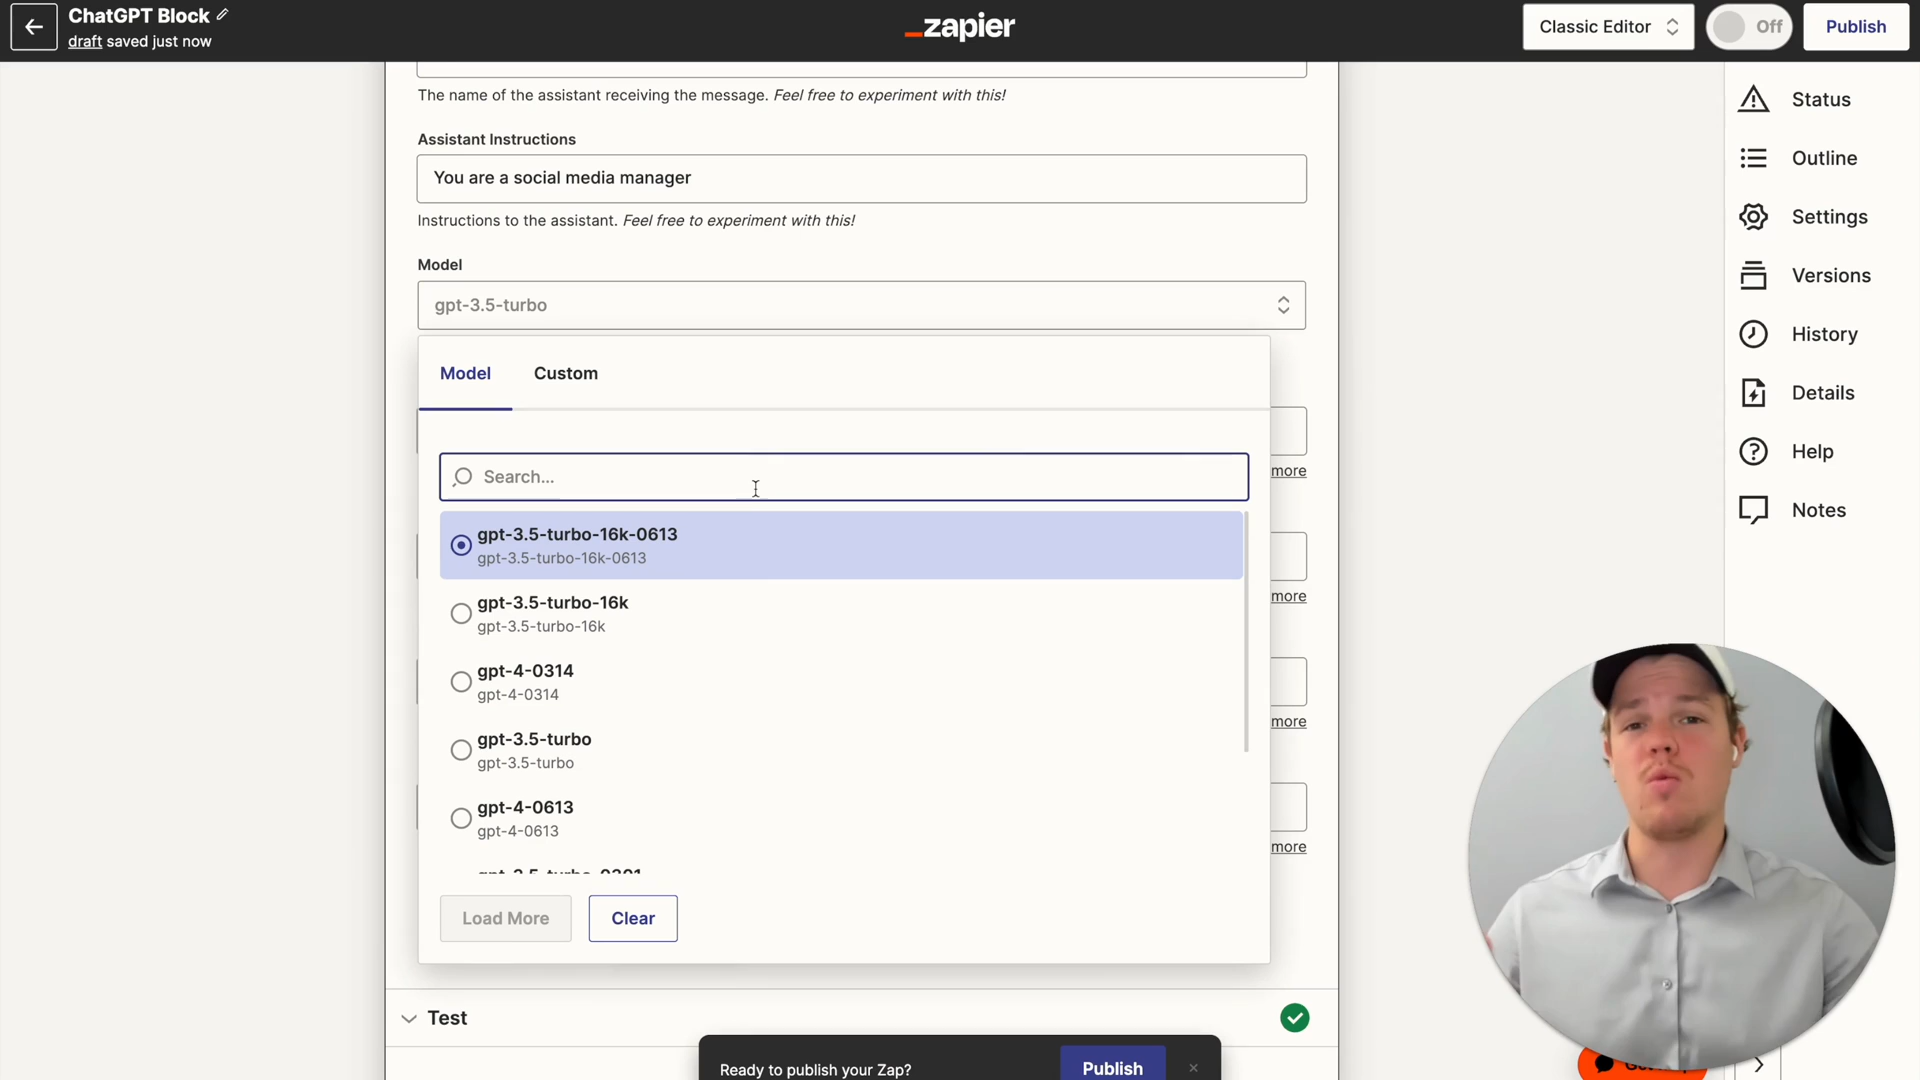 ChatGPT Block
draft saved just now
zapier
Classic Editor
Off
Publish
The name of the assistant receiving the message. Feel free to experiment with this!
Assistant Instructions
You are a social media manager
Instructions to the assistant. Feel free to experiment with this!
Model
gpt-3.5-turbo
Model
Custom
Search...
gpt-3.5-turbo-16k-0613
gpt-3.5-turbo-16k-0613
gpt-3.5-turbo-16k
gpt-3.5-turbo-16k
gpt-4-0314
gpt-4-0314
gpt-3.5-turbo
gpt-3.5-turbo
gpt-4-0613
gpt-4-0613
gpt-3.5-turbo-0301
more
more
more
more
Load More
Clear
Test
Ready to publish your Zap?
Publish
Status
Outline
Settings
Versions
History
Details
Help
Notes